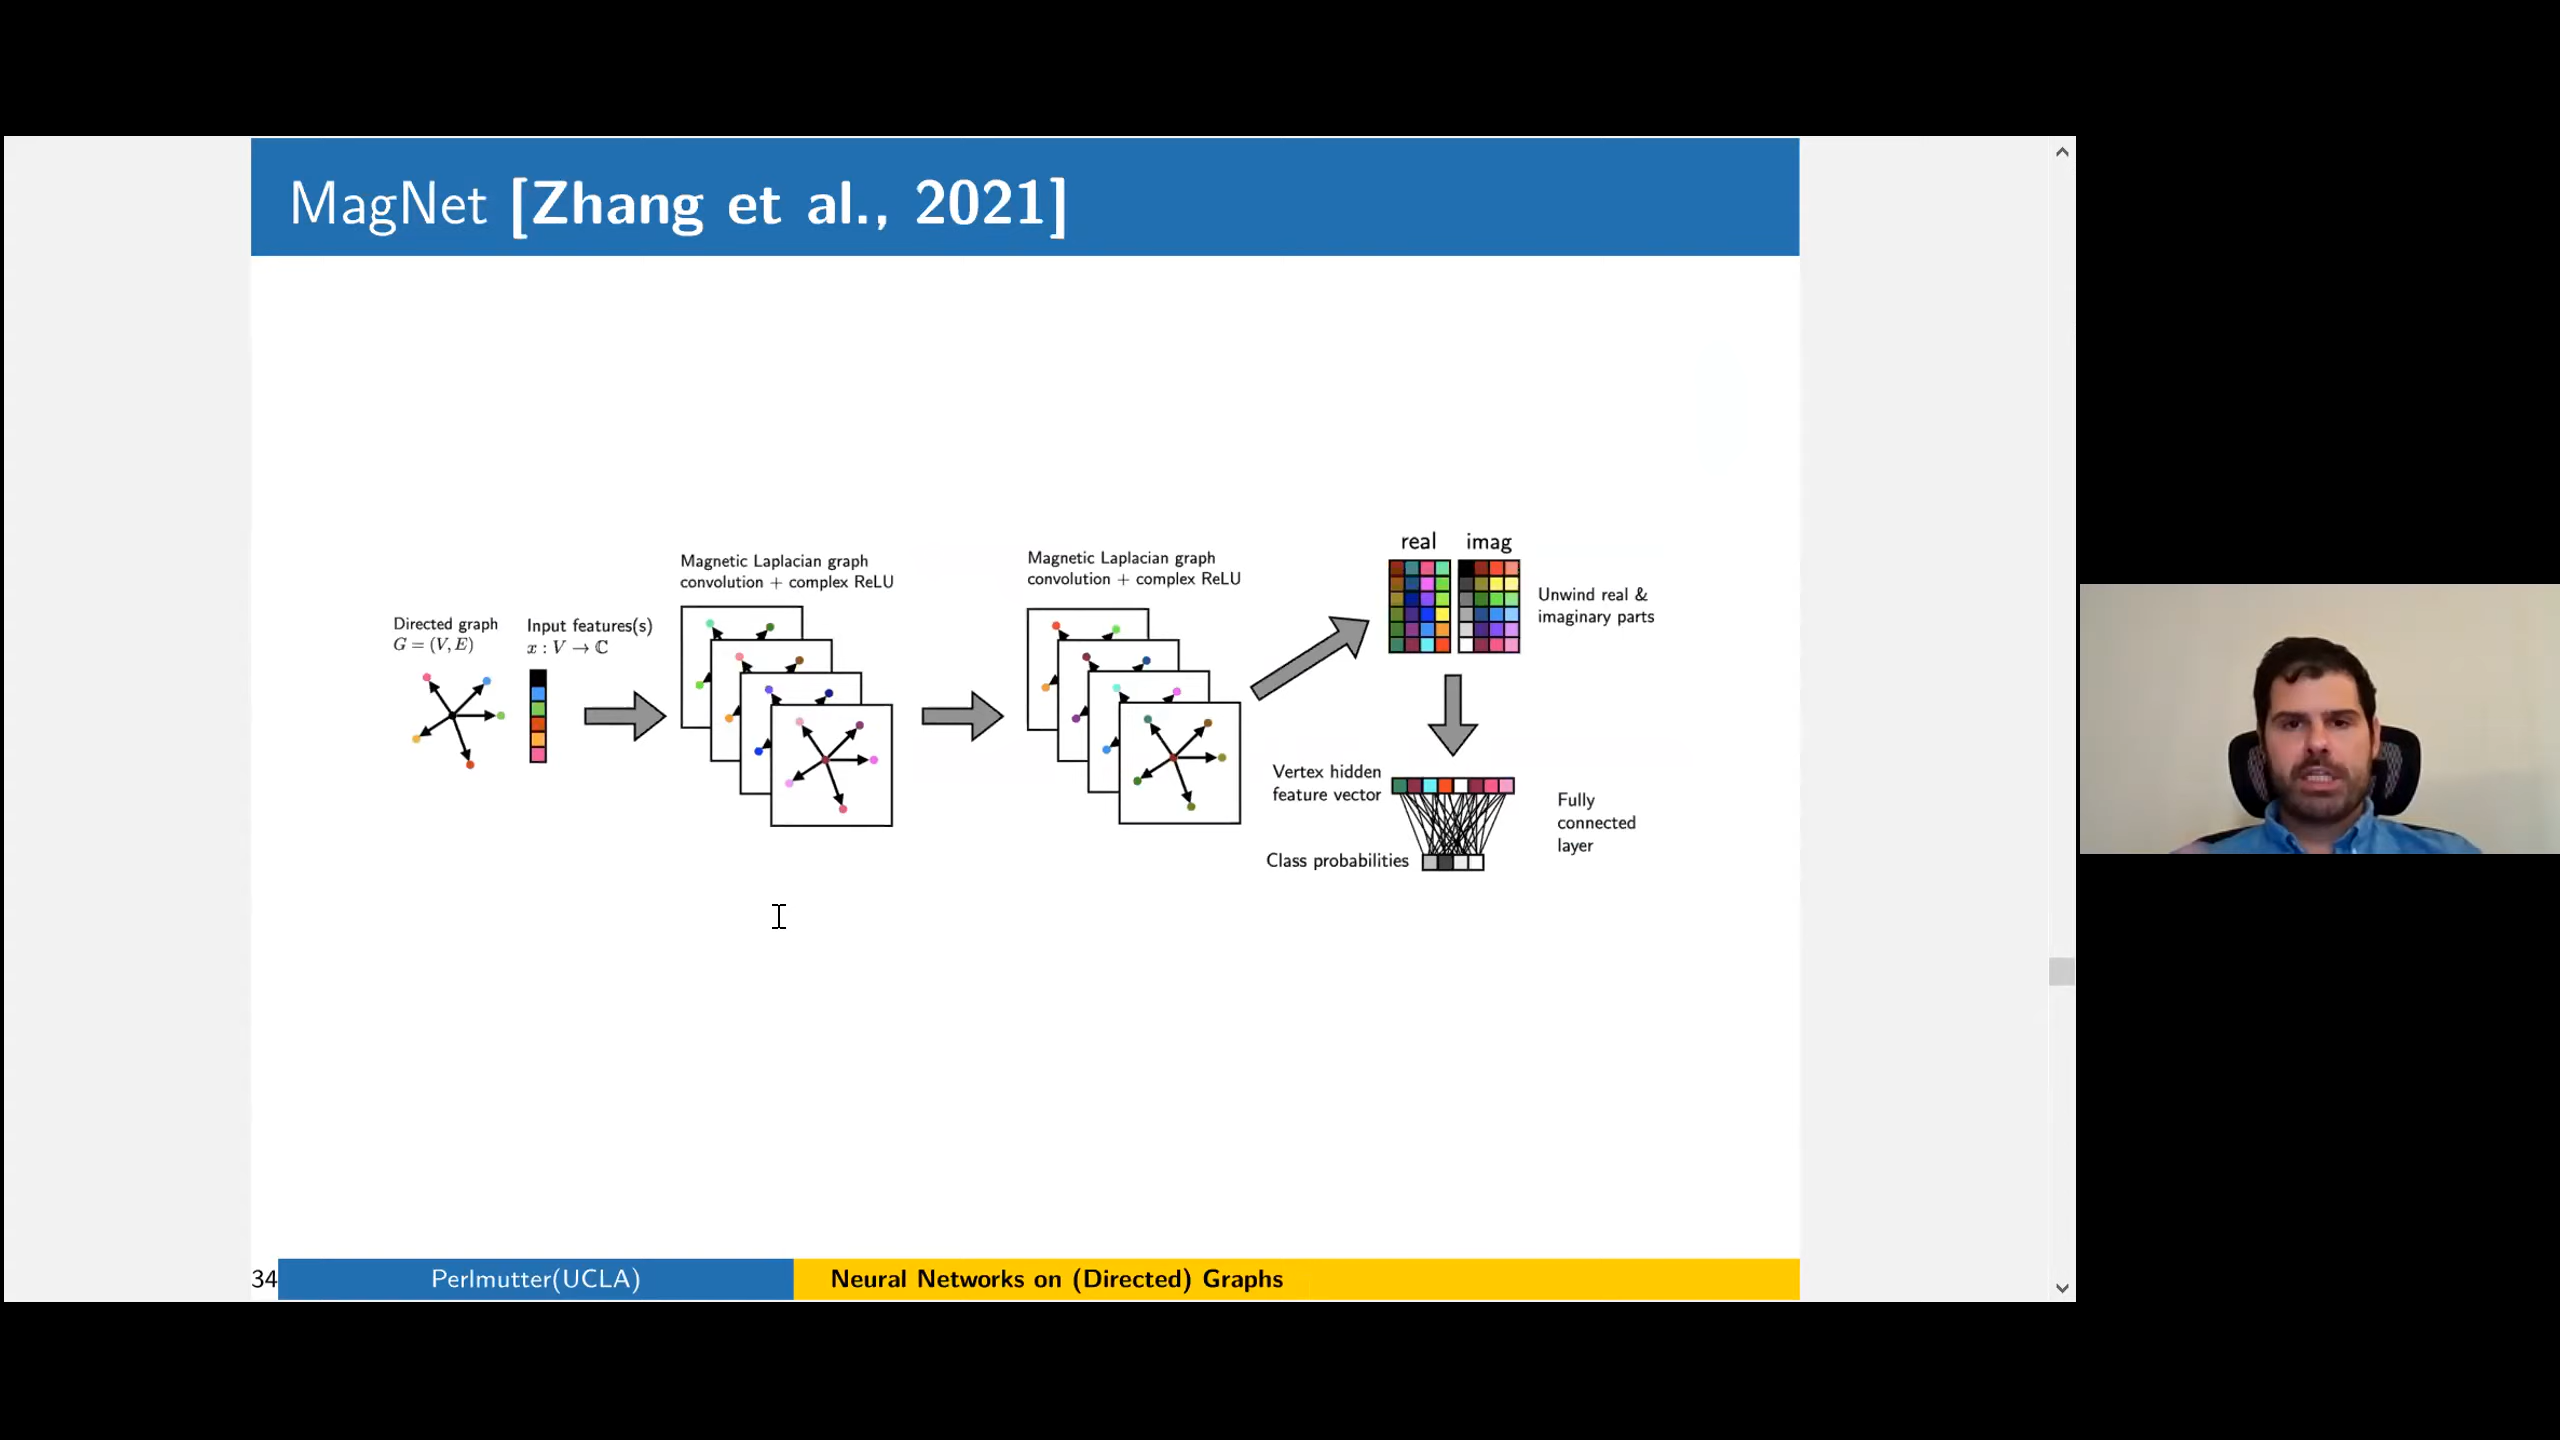 MagNet [Zhang et al., 2021]
Directed graph
G = (V, E)
Input features(s)
x : V → ℂ
Magnetic Laplacian graph
convolution + complex ReLU
Magnetic Laplacian graph
convolution + complex ReLU
real imag
Unwind real &
imaginary parts
Vertex hidden
feature vector
Fully
connected
layer
Class probabilities
34 Perlmutter(UCLA) Neural Networks on (Directed) Graphs